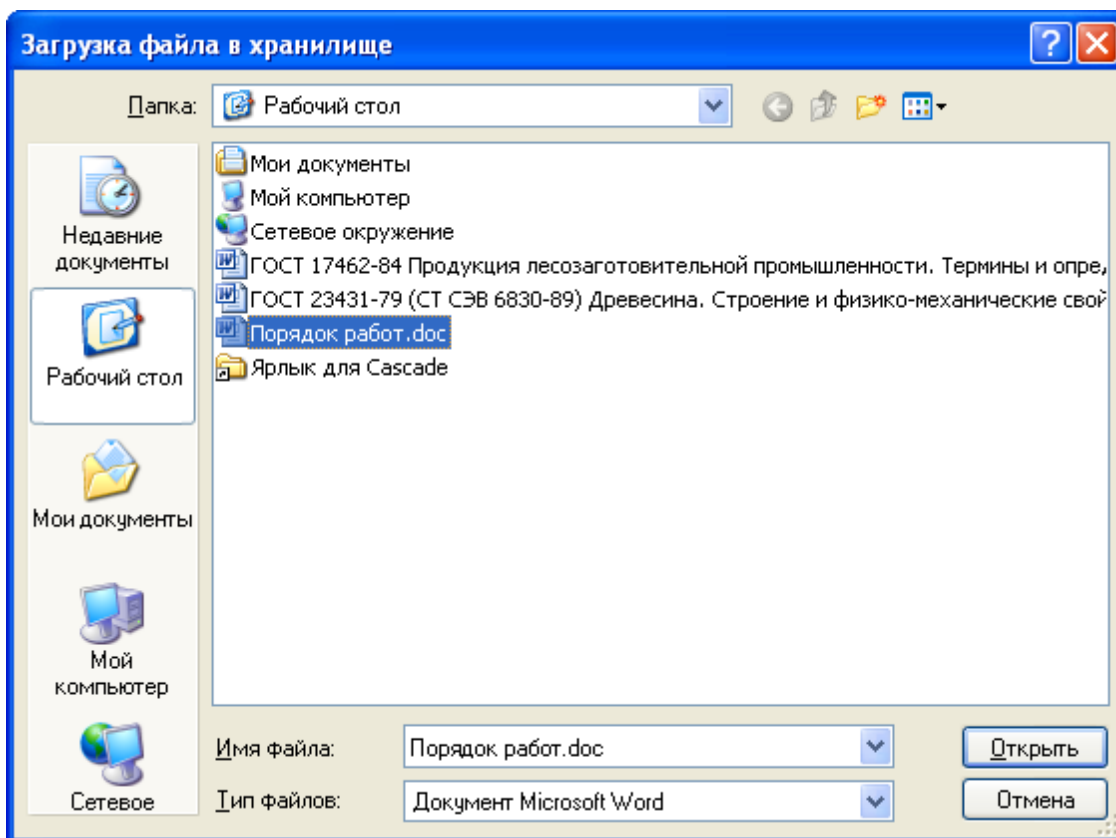 Загрузка файла в хранилище
Папка:
Рабочий стол
Недавние
документы
Рабочий стол
Мои документы
Мой
компьютер
Сетевое
Мои документы
Мой компьютер
Сетевое окружение
ГОСТ 17462-84 Продукция лесозаготовительной промышленности. Термины и опре
ГОСТ 23431-79 (СТ СЭВ 6830-89) Древесина. Строение и физико-механические свой
Порядок работ.doc
Ярлык для Cascade
Имя файла:
Порядок работ.doc
Открыть
Тип файлов:
Документ Microsoft Word
Отмена